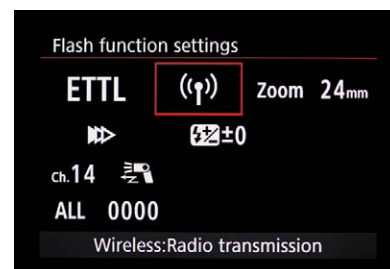 Flash function settings
ETTL Zoom 24mm
±0
Ch.14
ALL 0000
Wireless:Radio transmission